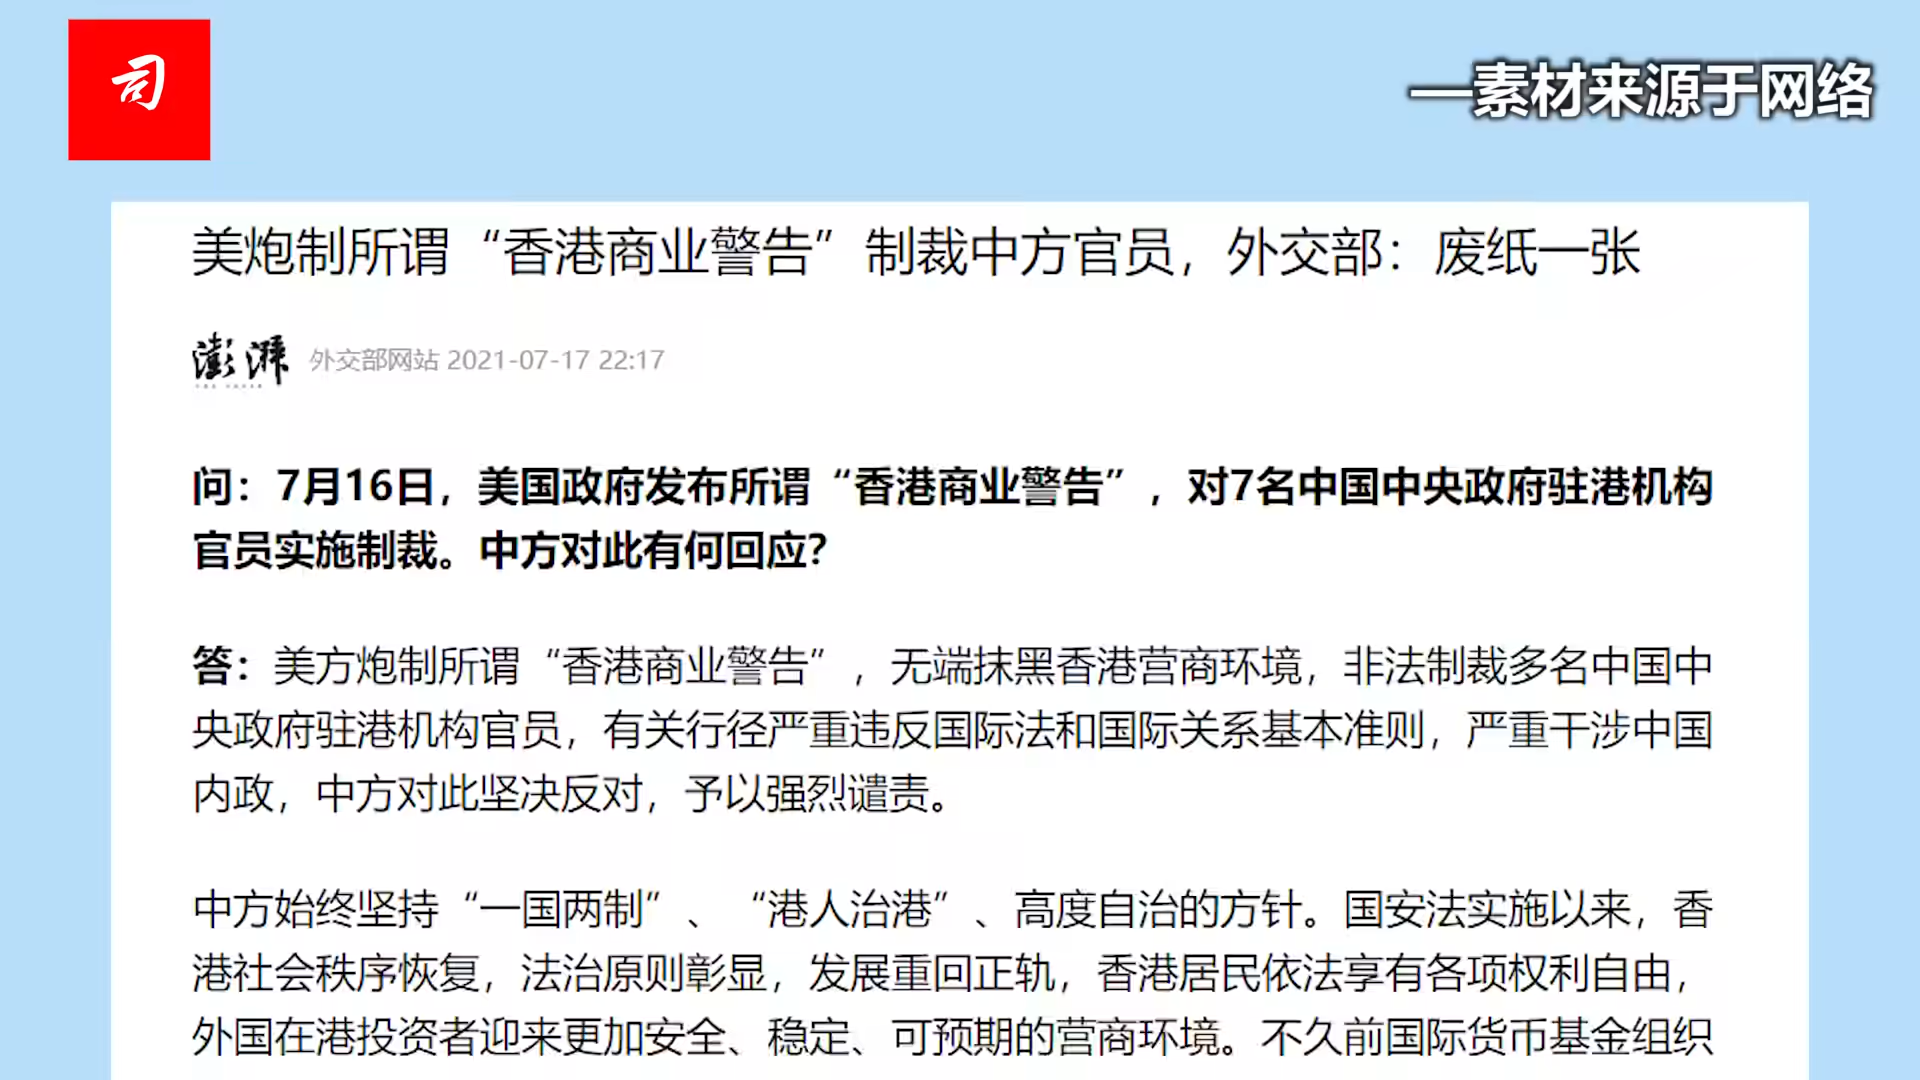 司
—素材来源于网络
美炮制所谓“香港商业警告”制裁中方官员，外交部：废纸一张
澎湃 外交部网站 2021-07-17 22:17
问：7月16日，美国政府发布所谓“香港商业警告”，对7名中国中央政府驻港机构
官员实施制裁。中方对此有何回应？
答：美方炮制所谓“香港商业警告”，无端抹黑香港营商环境，非法制裁多名中国中
央政府驻港机构官员，有关行径严重违反国际法和国际关系基本准则，严重干涉中国
内政，中方对此坚决反对，予以强烈谴责。
中方始终坚持“一国两制”、“港人治港”、高度自治的方针。国安法实施以来，香
港社会秩序恢复，法治原则彰显，发展重回正轨，香港居民依法享有各项权利自由，
外国在港投资者迎来更加安全、稳定、可预期的营商环境。不久前国际货币基金组织